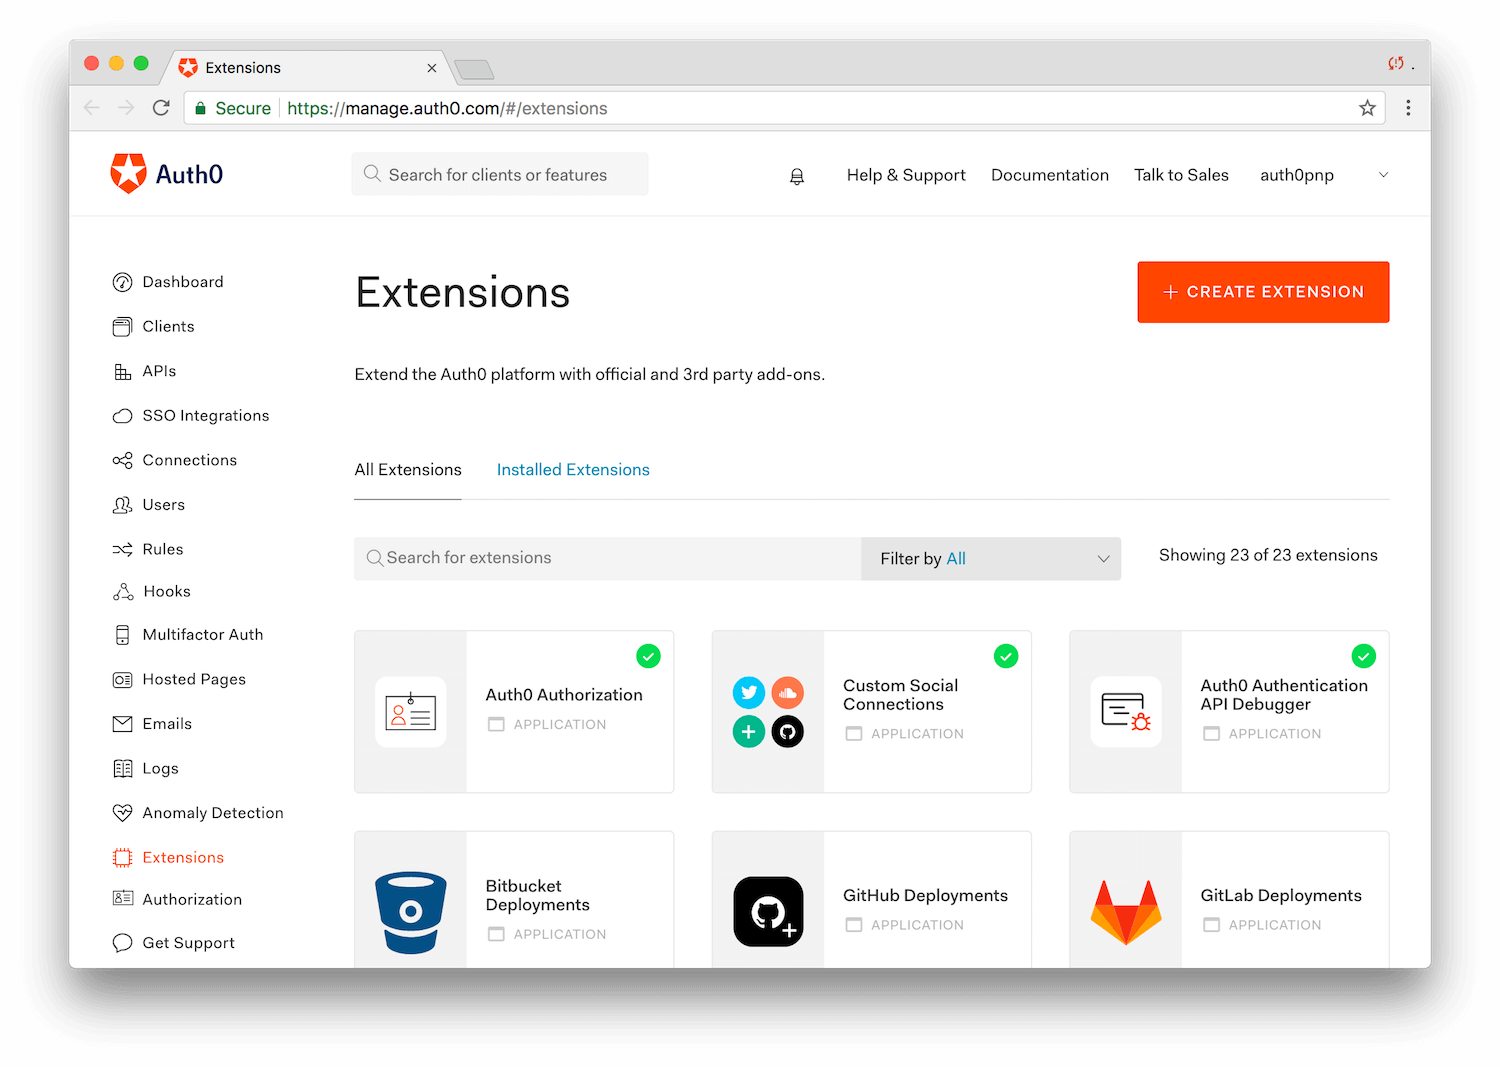 Extensions
Secure
https://manage.auth0.com/#/extensions
Auth0
Search for clients or features
Help & Support
Documentation
Talk to Sales
auth0pnp
Dashboard
Clients
APIs
SSO Integrations
Connections
Users
Rules
Hooks
Multifactor Auth
Hosted Pages
Emails
Logs
Anomaly Detection
Extensions
Authorization
Get Support
Extensions
+ CREATE EXTENSION
Extend the Auth0 platform with official and 3rd party add-ons.
All Extensions
Installed Extensions
Search for extensions
Filter by All
Showing 23 of 23 extensions
Auth0 Authorization
APPLICATION
Custom Social
Connections
APPLICATION
Auth0 Authentication
API Debugger
APPLICATION
Bitbucket
Deployments
APPLICATION
GitHub Deployments
APPLICATION
GitLab Deployments
APPLICATION